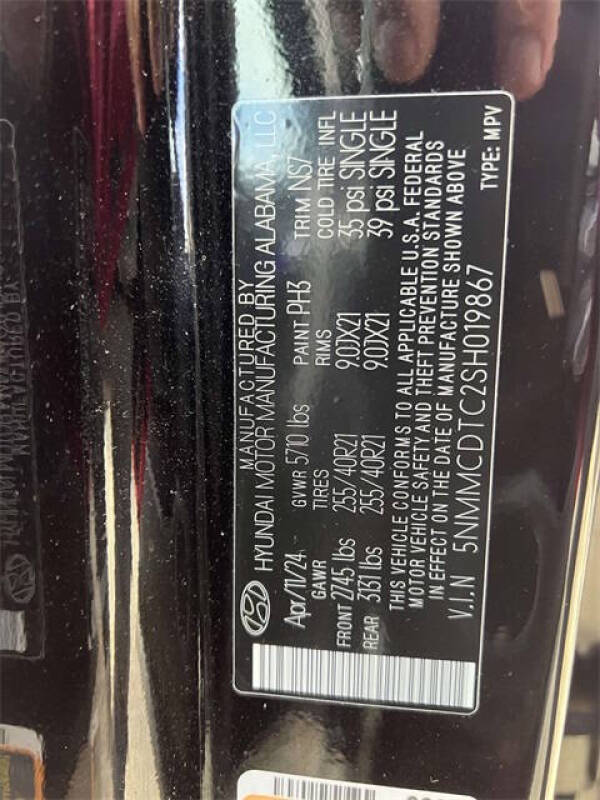 MANUFACTURED BY
HYUNDAI MOTOR MANUFACTURING ALABAMA, LLC
Apr/11/24 GVWR 5710 lbs PAINT PH3 TRIM NS7
GAWR TIRES RIMS COLD TIRE INFL
FRONT 2745 lbs 255/40R21 9.0JX21 35 psi SINGLE
REAR 3131 lbs 255/40R21 9.0JX21 39 psi SINGLE
THIS VEHICLE CONFORMS TO ALL APPLICABLE U.S.A. FEDERAL
MOTOR VEHICLE SAFETY AND THEFT PREVENTION STANDARDS
IN EFFECT ON THE DATE OF MANUFACTURE SHOWN ABOVE
V.I.N 5NMMCDTC2SH019867 TYPE: MPV